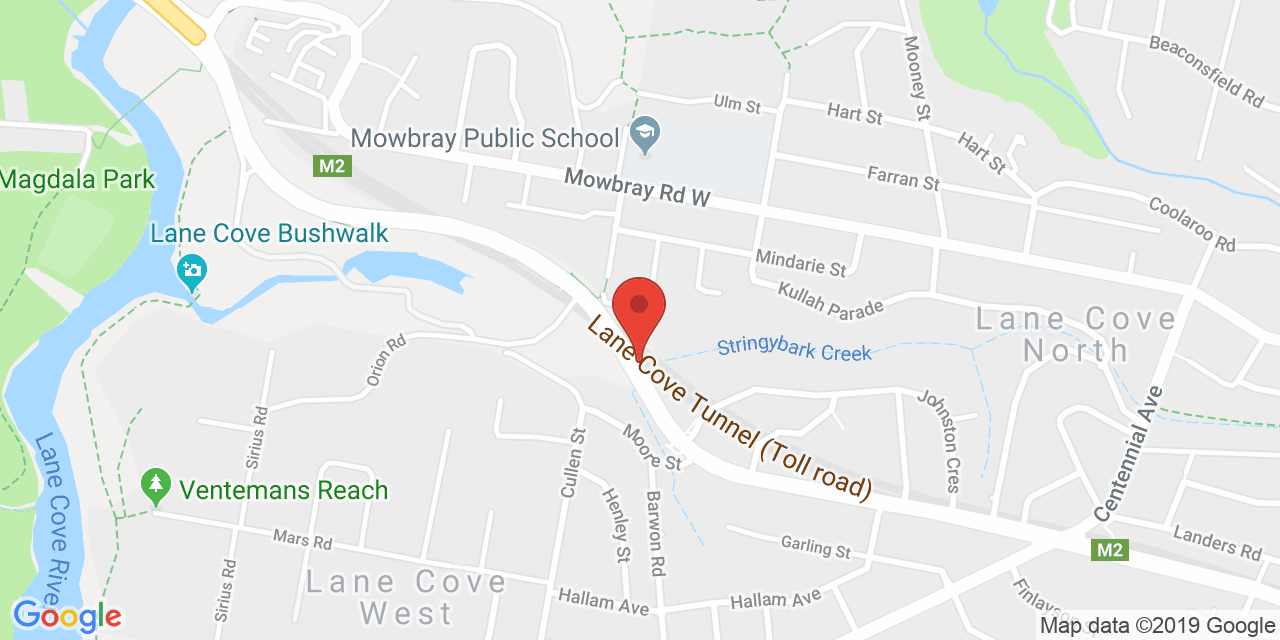 Mooney St
Beaconsfield Rd
Ulm St
Hart St
Hart St
Mowbray Public School
M2
Mowbray Rd W
Farran St
Magdala Park
Coolaroo Rd
Lane Cove Bushwalk
Mindarie St
Kullah Parade
Lane Cove
North
Stringybark Creek
Orion Rd
Lane Cove Tunnel (Toll road)
Johnston Cres
Centennial Ave
Sirius Rd
Cullen St
Moore St
Lane Cove River
Ventemans Reach
Henley St
Barwon Rd
Mars Rd
Garling St
Landers Rd
M2
Sirius Rd
Lane Cove
West
Hallam Ave
Hallam Ave
Google
Map data ©2019 Google